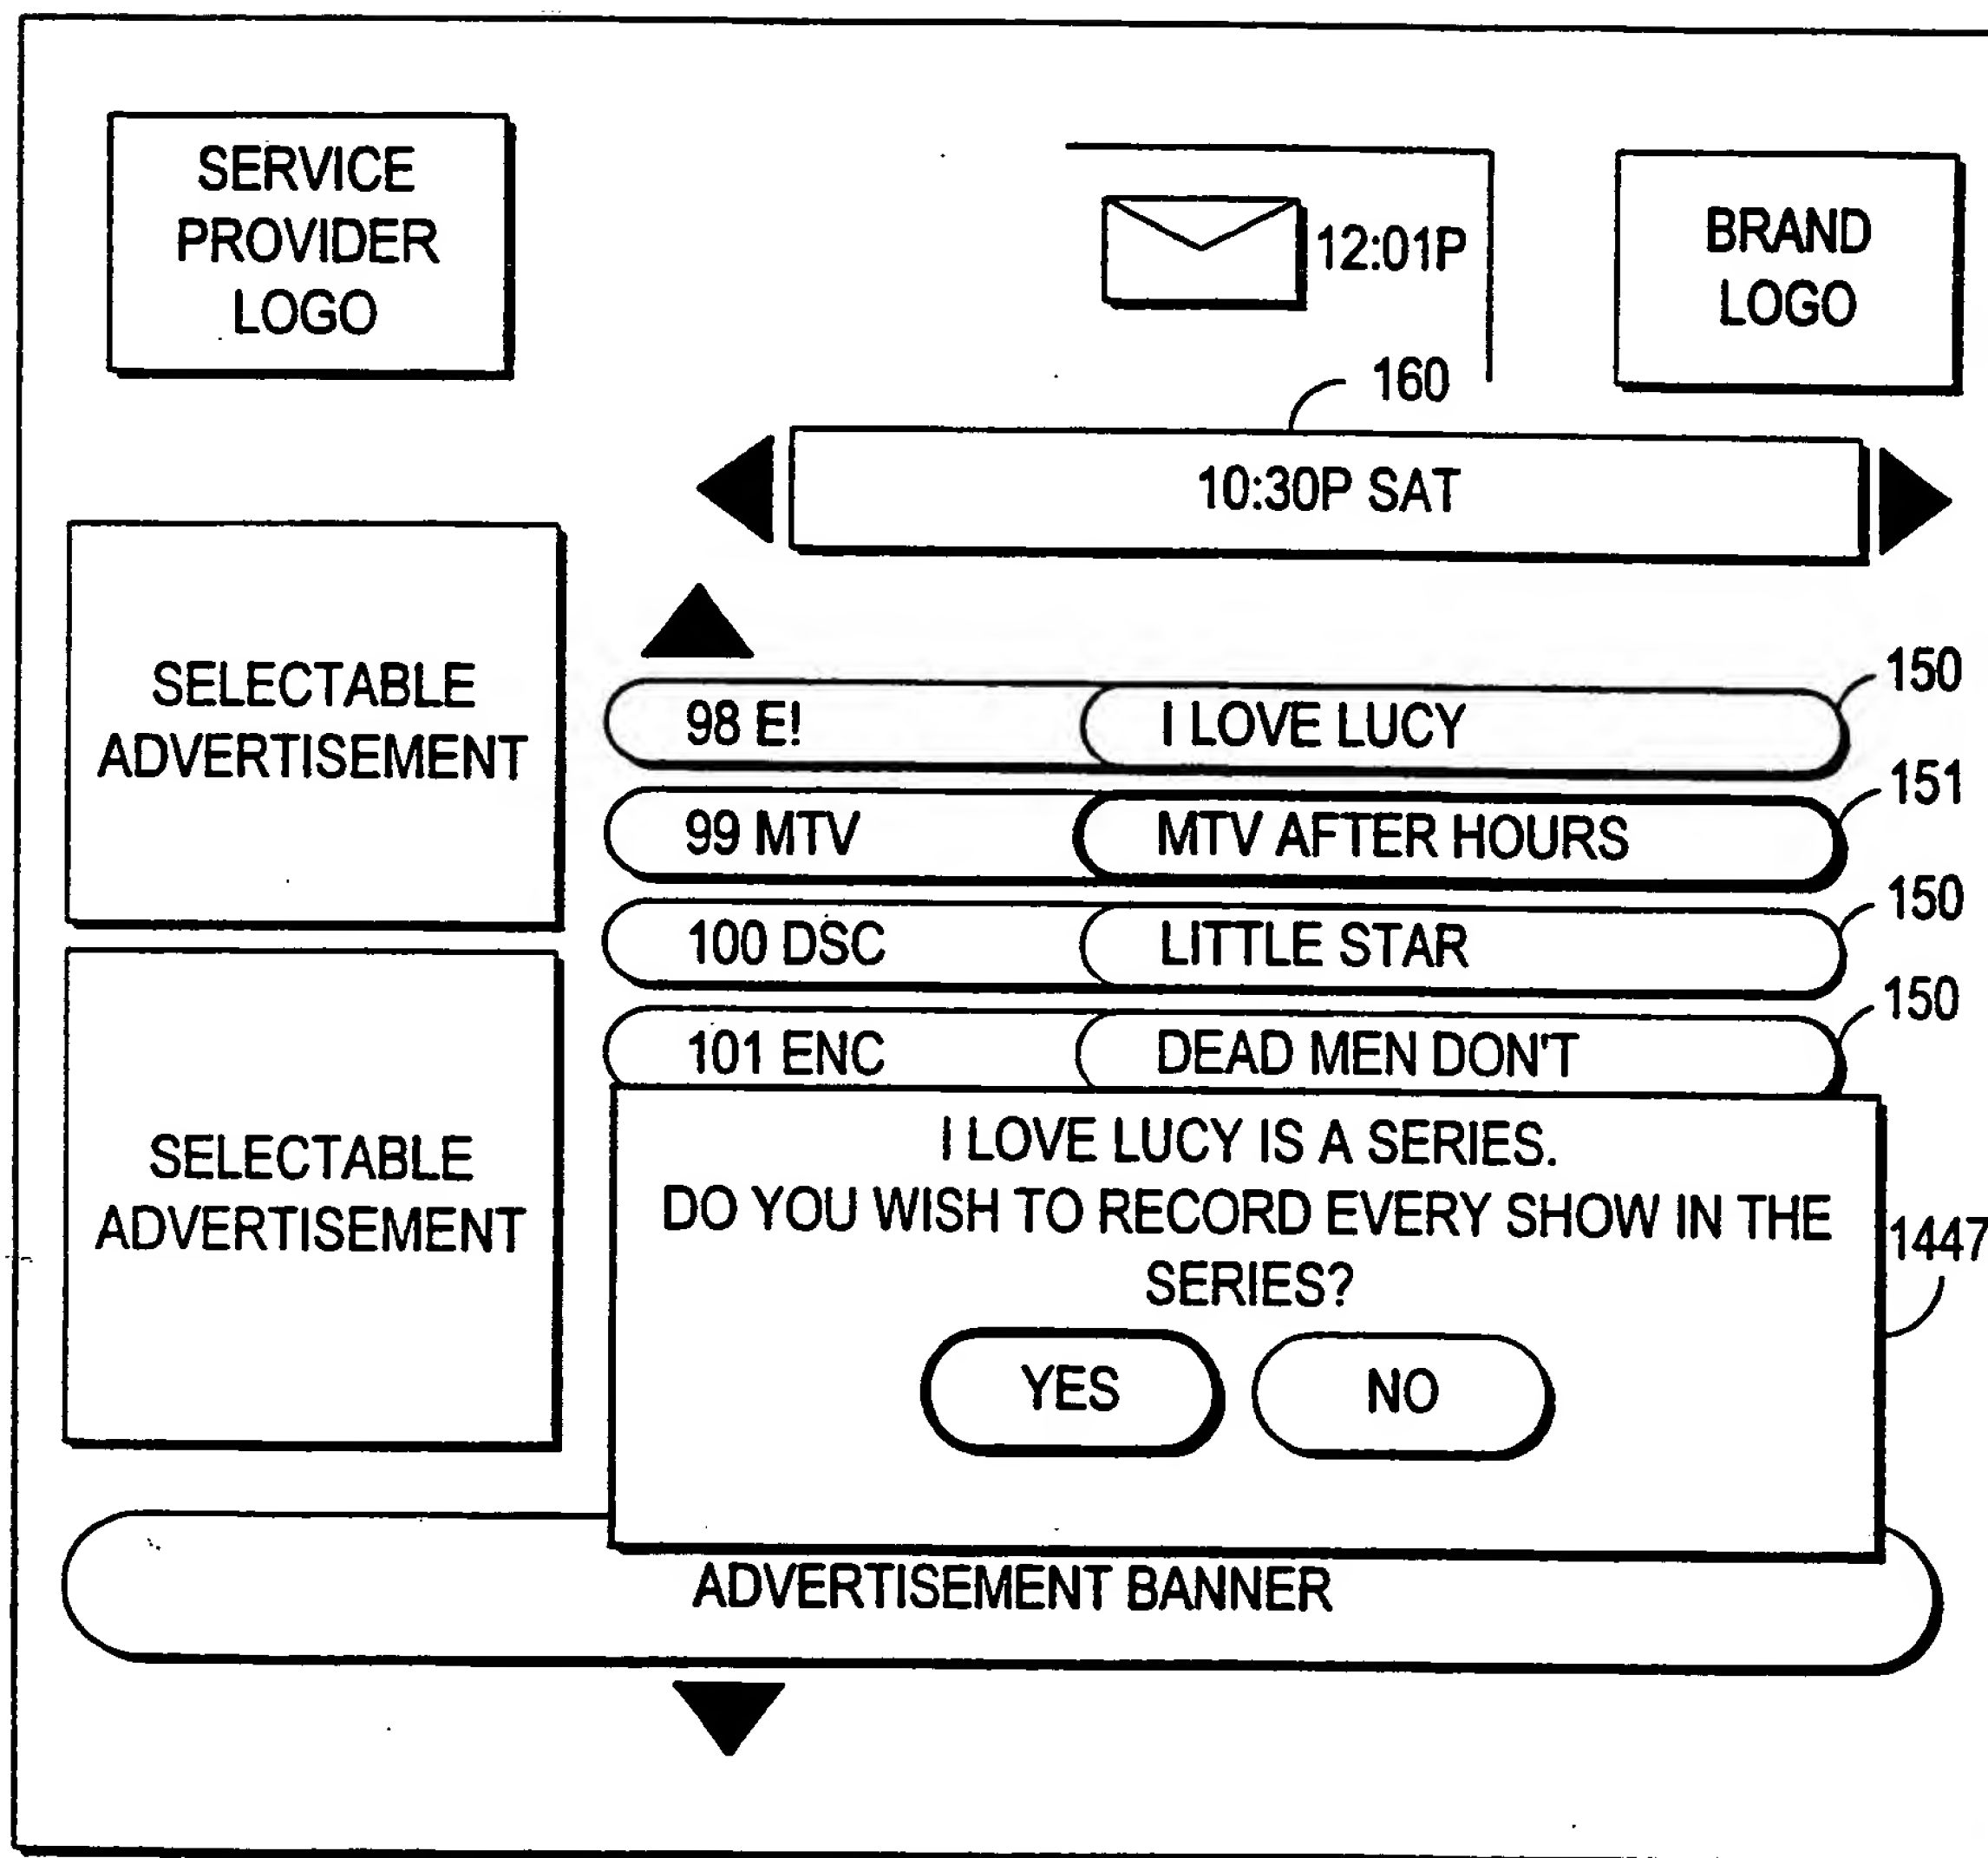 SERVICE
PROVIDER
LOGO
12:01P
BRAND
LOGO
160
10:30P SAT
SELECTABLE
ADVERTISEMENT
98 E! I LOVE LUCY
150
99 MTV MTV AFTER HOURS
151
100 DSC LITTLE STAR
150
101 ENC DEAD MEN DON'T
150
SELECTABLE
ADVERTISEMENT
I LOVE LUCY IS A SERIES.
DO YOU WISH TO RECORD EVERY SHOW IN THE
SERIES?
1447
YES NO
ADVERTISEMENT BANNER